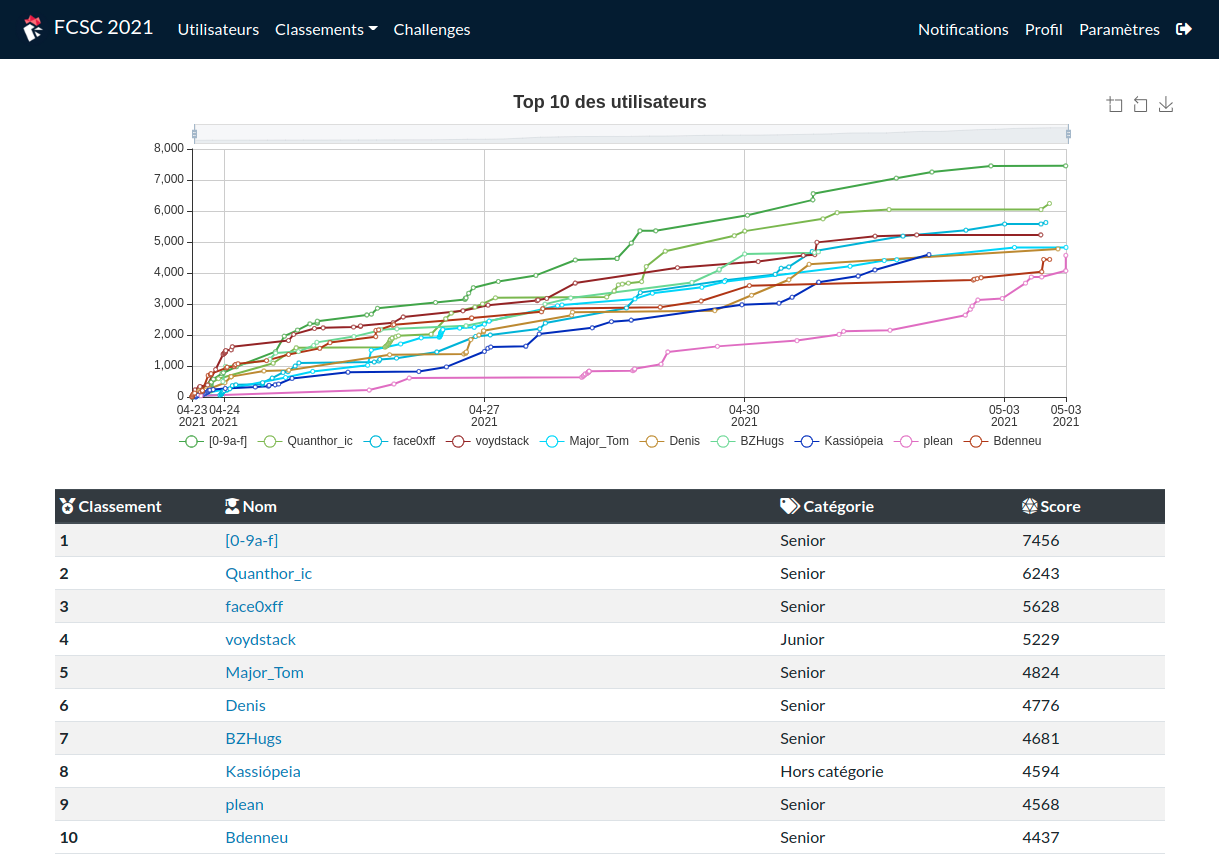 FCSC 2021 Utilisateurs Classements Challenges Notifications Profil Paramètres
Top 10 des utilisateurs
8,000
7,000
6,000
5,000
4,000
3,000
2,000
1,000
0
04-23 04-24 04-27 04-30 05-03 05-03
2021 2021 2021 2021 2021 2021
[0-9a-f] Quanthor_ic face0xff voydstack Major_Tom Denis BZHugs Kassiópeia plean Bdenneu
Classement Nom Catégorie Score
1 [0-9a-f] Senior 7456
2 Quanthor_ic Senior 6243
3 face0xff Senior 5628
4 voydstack Junior 5229
5 Major_Tom Senior 4824
6 Denis Senior 4776
7 BZHugs Senior 4681
8 Kassiópeia Hors catégorie 4594
9 plean Senior 4568
10 Bdenneu Senior 4437